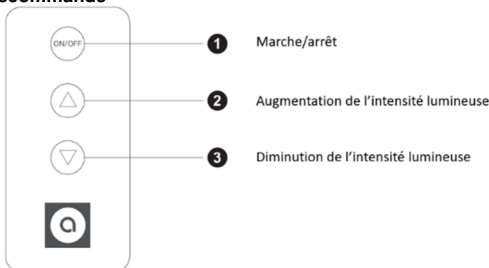 ON/OFF
1 Marche/arrêt
2 Augmentation de l’intensité lumineuse
3 Diminution de l’intensité lumineuse
a